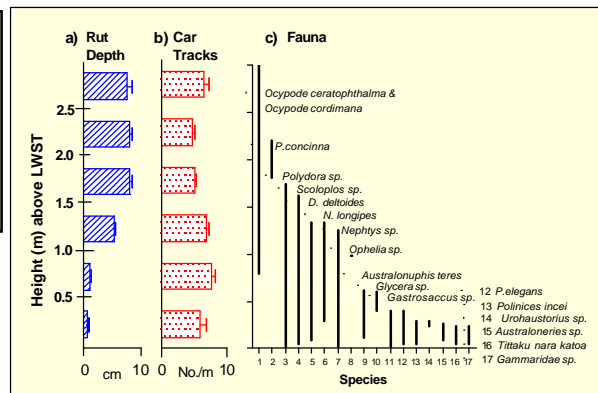 a) Rut
Depth
b) Car
Tracks
c) Fauna
Height (m) above LWST
2.5
2.0
1.5
1.0
0.5
0 10
cm
0 10
No./m
Ocypode ceratophthalma &
Ocypode cordimana
P.concinna
Polydora sp.
Scoloplos sp.
D. deltoides
N. longipes
Nephtys sp.
Ophelia sp.
Australonuphis teres
Glycera sp.
Gastrosaccus sp.
12 P.elegans
13 Polinices incei
14 Urohaustorius sp.
15 Australoneries sp.
16 Tittaku nara katoa
17 Gammaridae sp.
1 2 3 4 5 6 7 8 9 10 11 12 13 14 15 16 17
Species